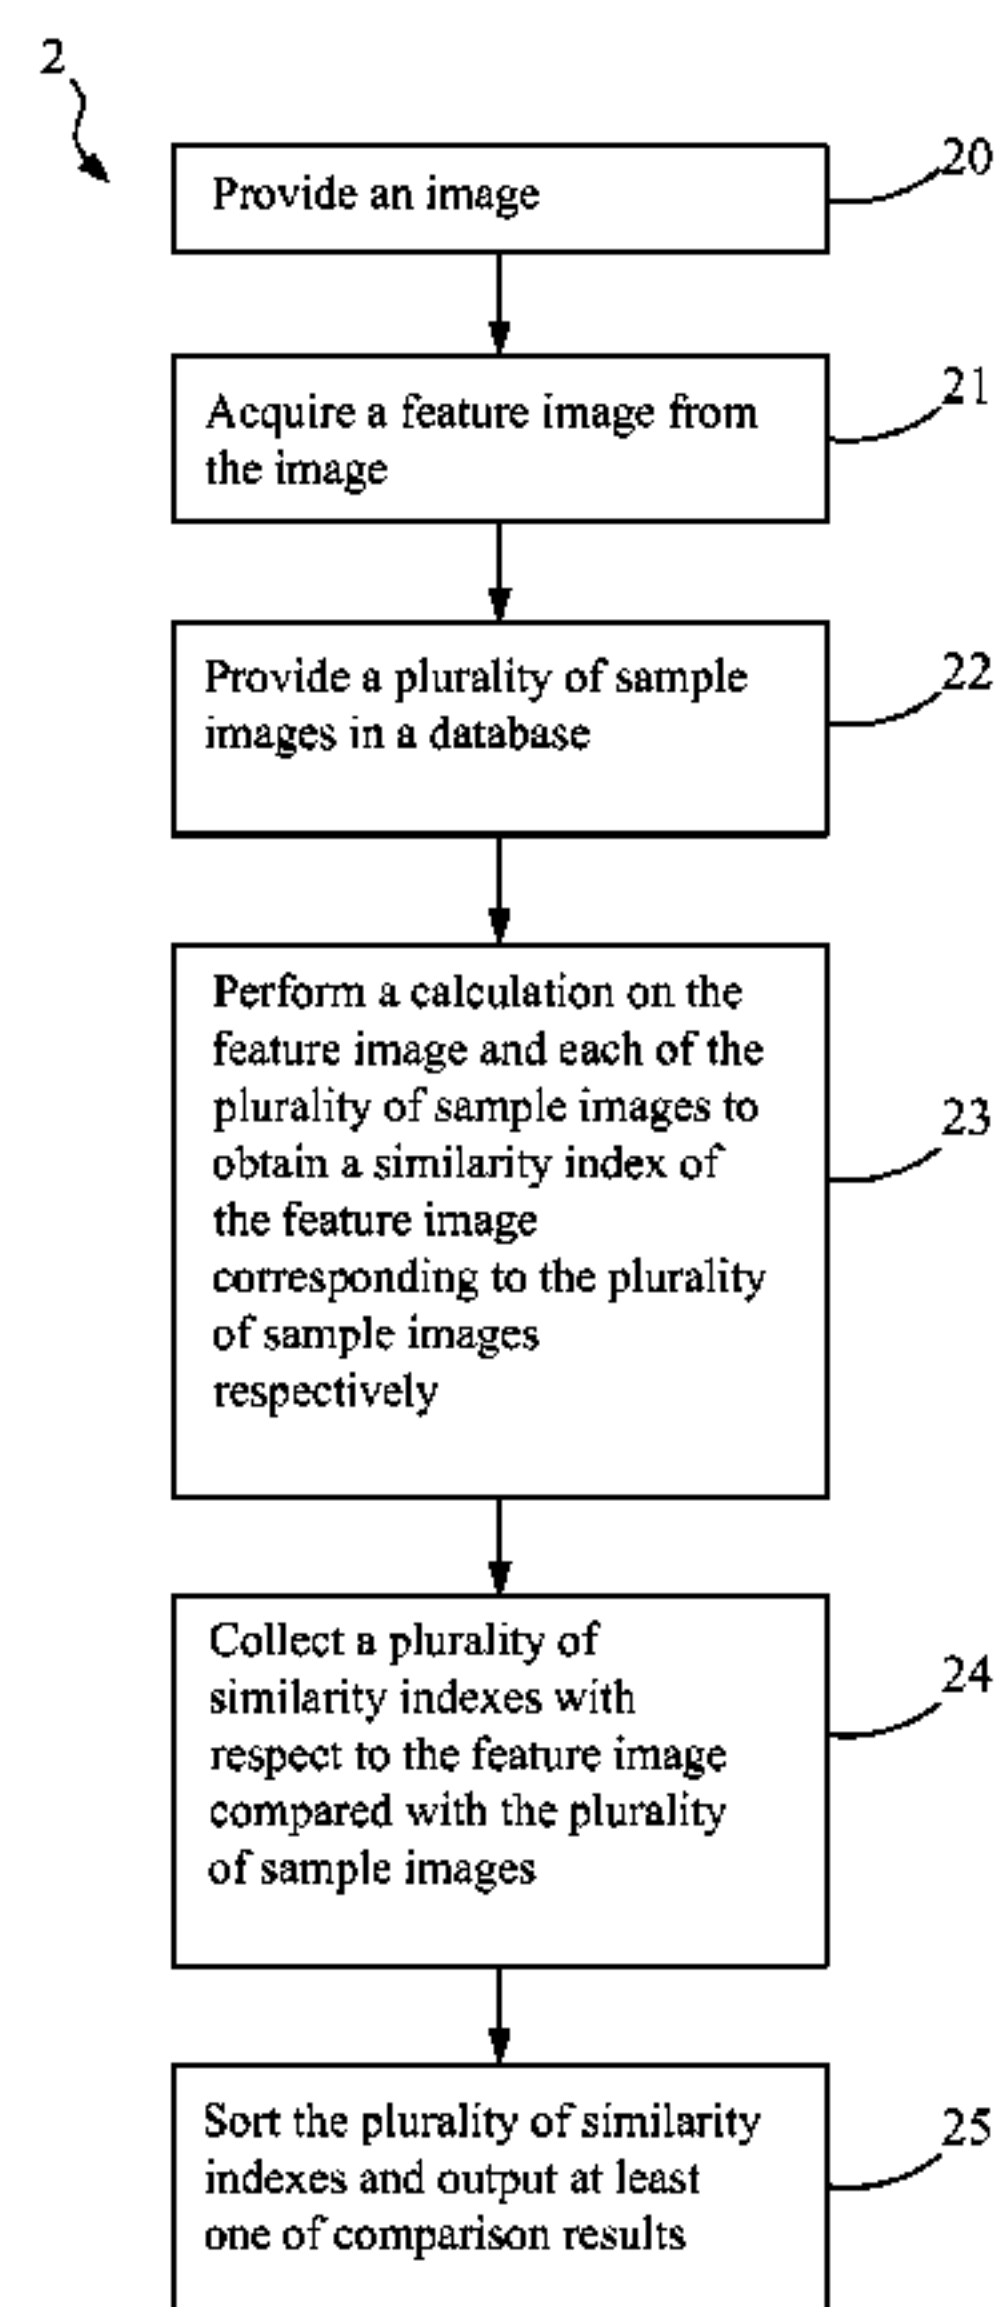 2
Provide an image
20
Acquire a feature image from
the image
21
Provide a plurality of sample
images in a database
22
Perform a calculation on the
feature image and each of the
plurality of sample images to
obtain a similarity index of
the feature image
corresponding to the plurality
of sample images
respectively
23
Collect a plurality of
similarity indexes with
respect to the feature image
compared with the plurality
of sample images
24
Sort the plurality of similarity
indexes and output at least
one of comparison results
25